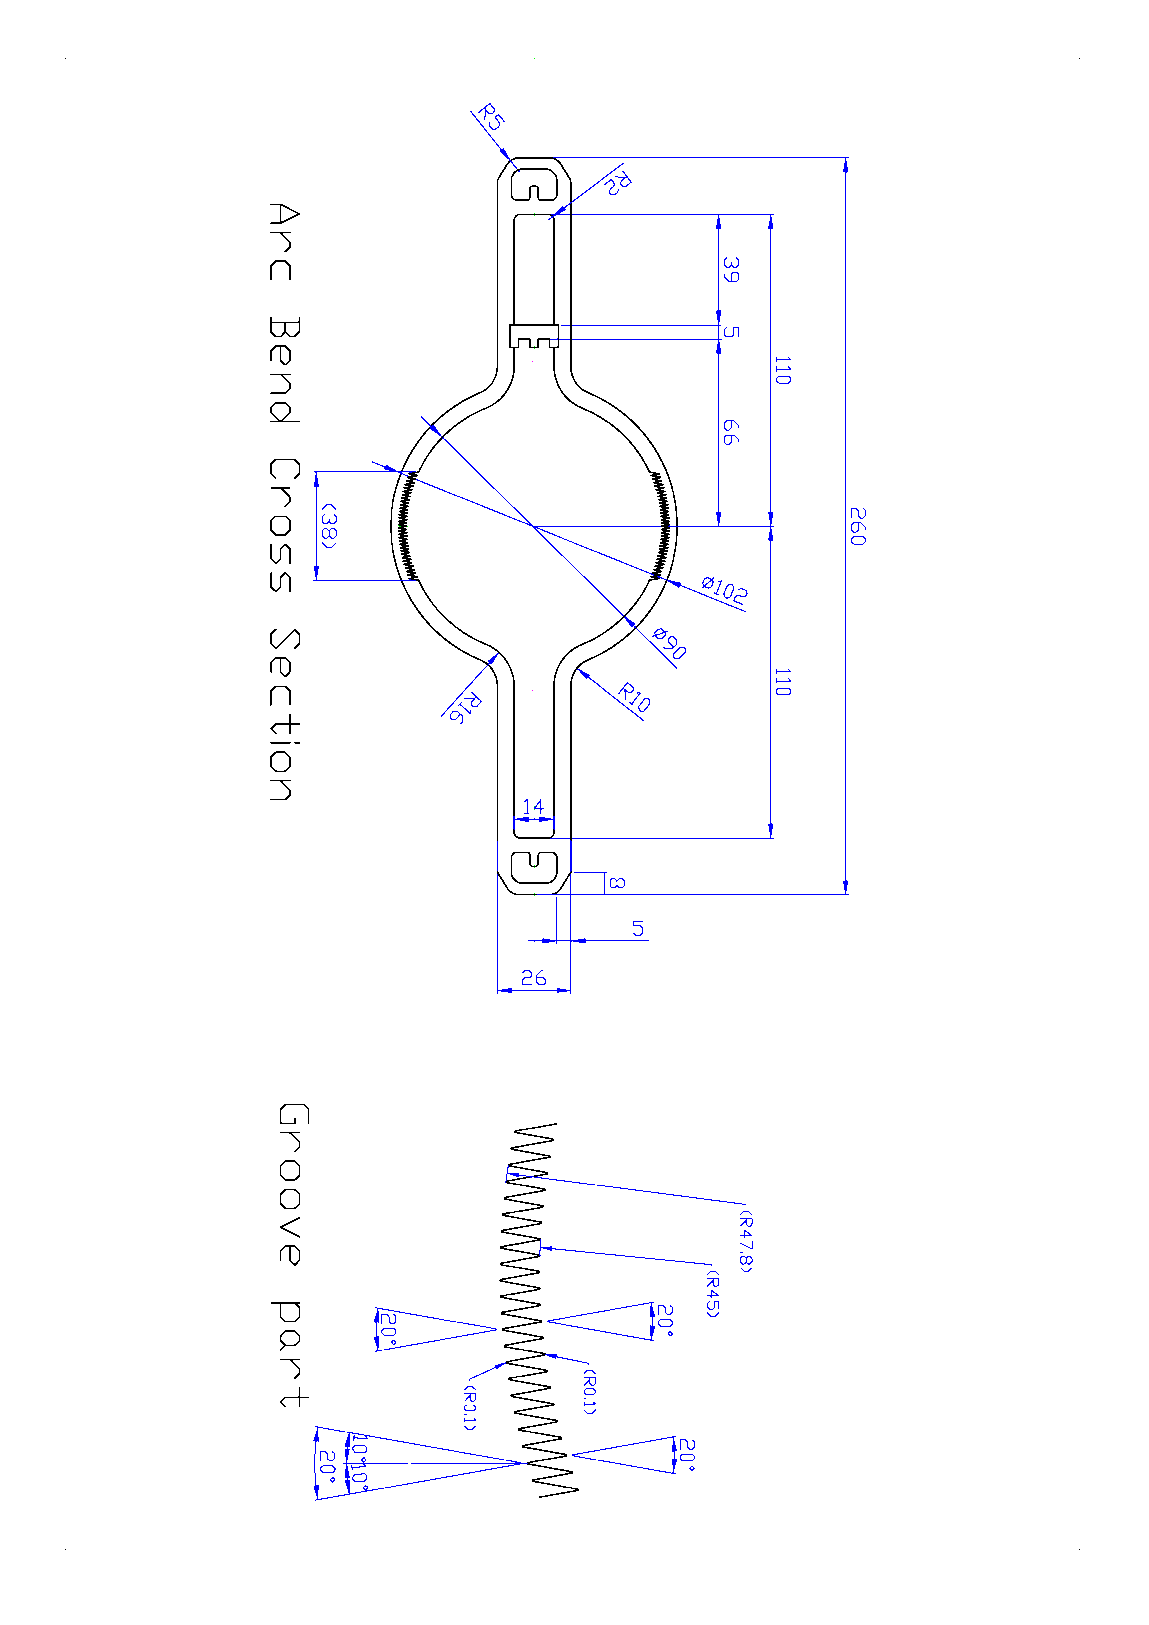 260
110
110
39
5
66
R5
R2
ø102
ø90
R10
R16
14
8
5
26
(38)
Arc Bend Cross Section
(R47,8)
(R45)
20°
20°
(R0,1)
(R0,1)
20°
10°
10°
20°
Groove part